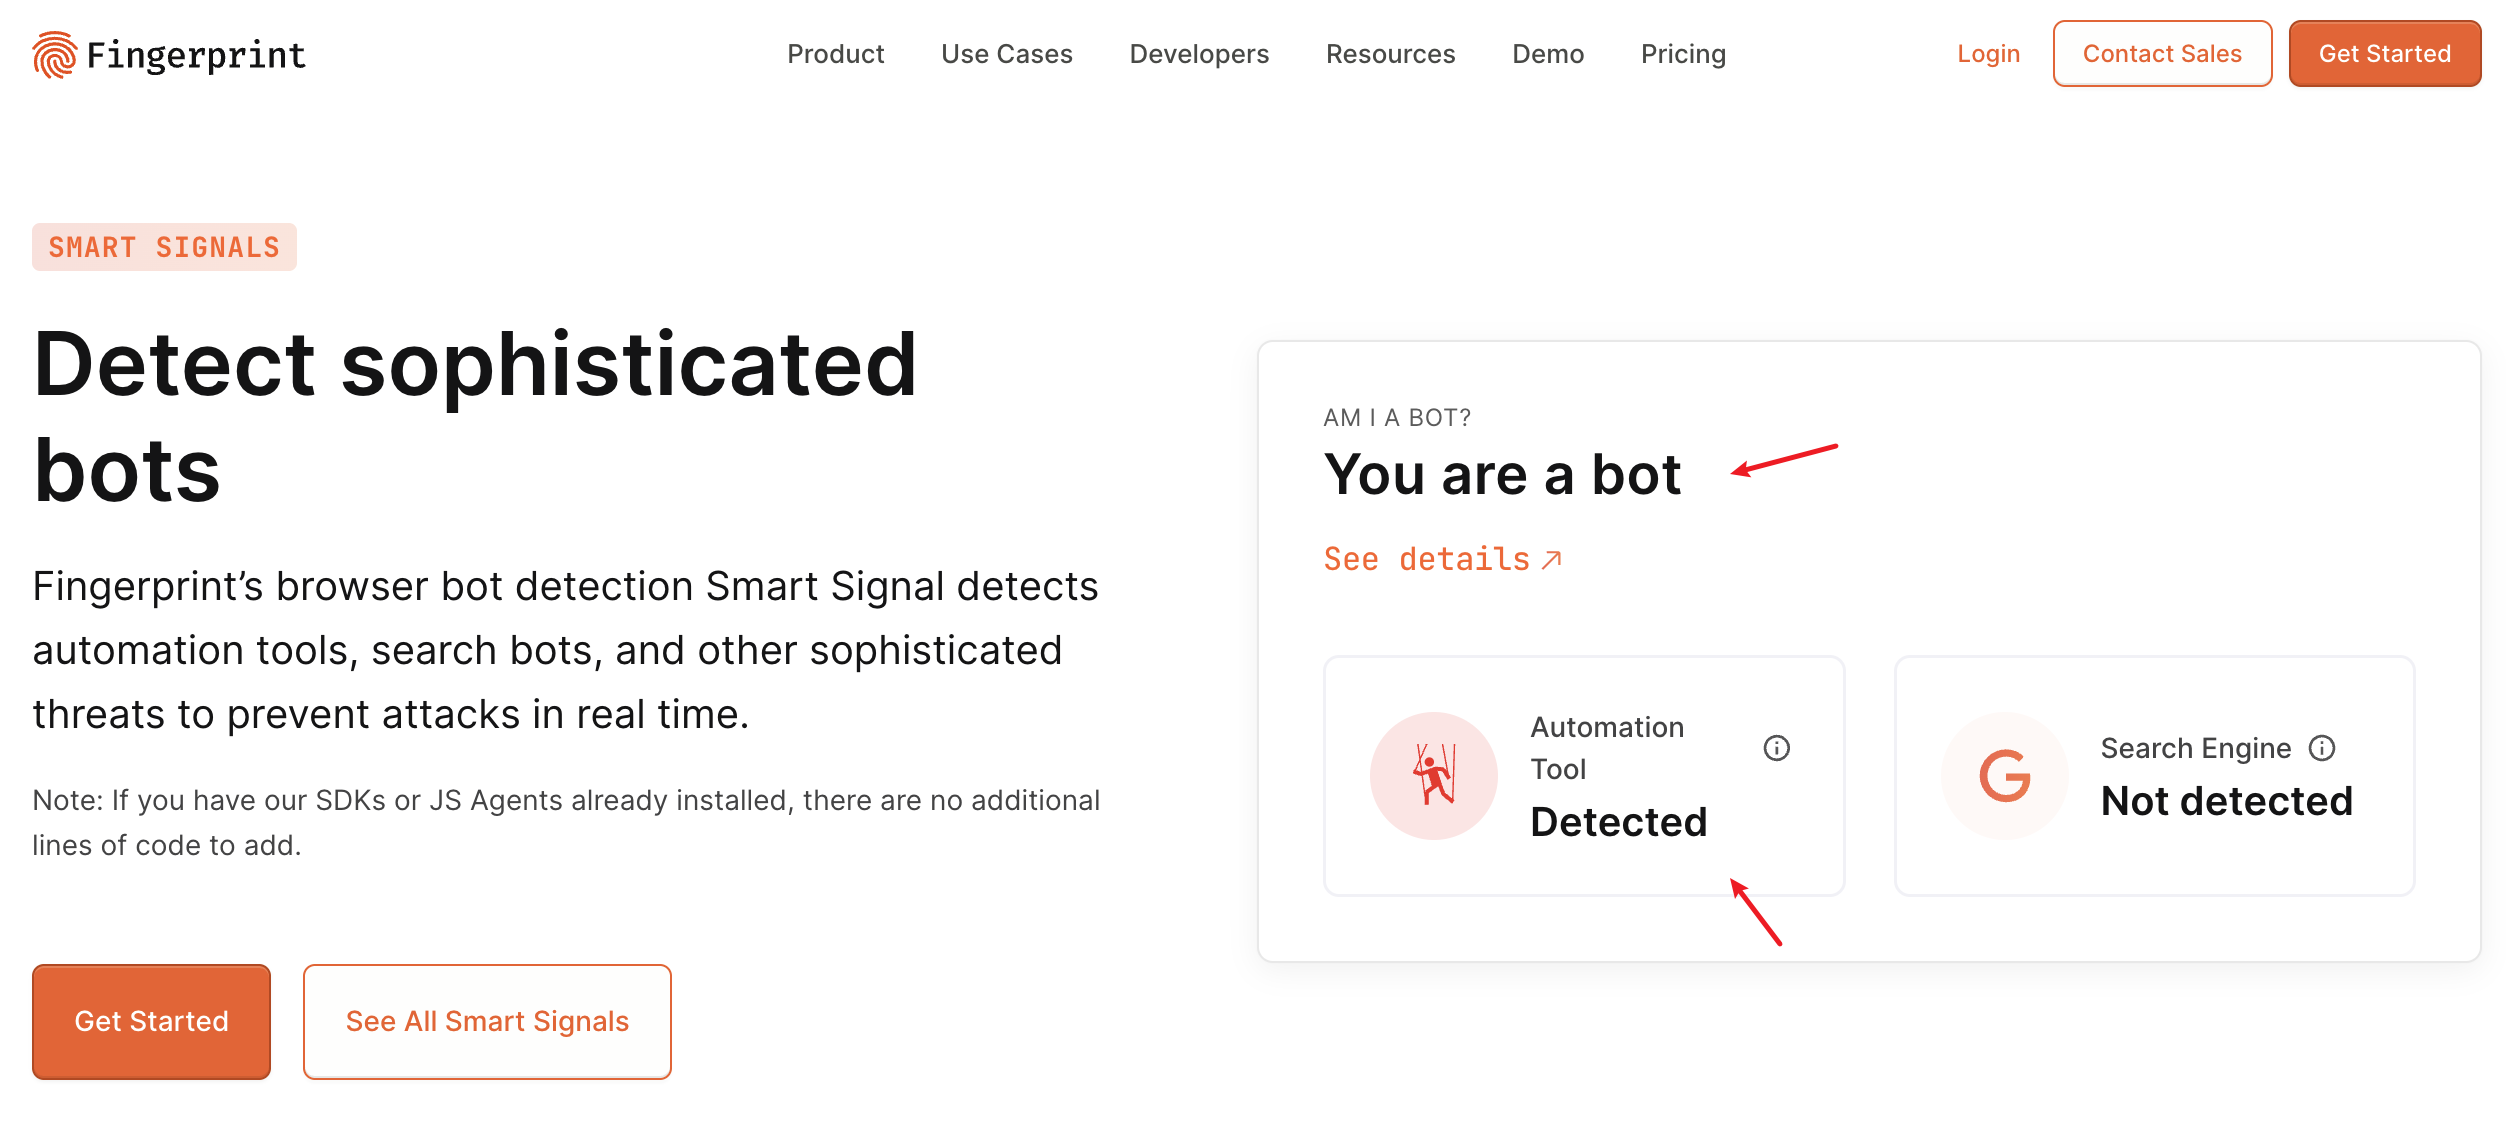 Fingerprint
Product
Use Cases
Developers
Resources
Demo
Pricing
Login
Contact Sales
Get Started
SMART SIGNALS
Detect sophisticated
bots
Fingerprint’s browser bot detection Smart Signal detects
automation tools, search bots, and other sophisticated
threats to prevent attacks in real time.
Note: If you have our SDKs or JS Agents already installed, there are no additional
lines of code to add.
Get Started
See All Smart Signals
AM I A BOT?
You are a bot
See details
Automation
Tool
Detected
Search Engine
Not detected